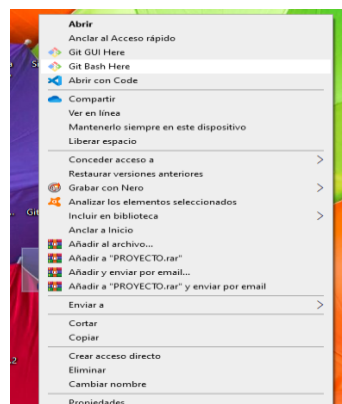 Abrir
Anclar al Acceso rápido
Git GUI Here
Git Bash Here
Abrir con Code
Compartir
Ver en línea
Mantenerlo siempre en este dispositivo
Liberar espacio
Conceder acceso a
Restaurar versiones anteriores
Grabar con Nero
Analizar los elementos seleccionados
Incluir en biblioteca
Git
Anclar a Inicio
Añadir al archivo...
Añadir a "PROYECTO.rar"
Añadir y enviar por email...
Añadir a "PROYECTO.rar" y enviar por email
Enviar a
Cortar
Copiar
Crear acceso directo
Eliminar
Cambiar nombre
Propiedades